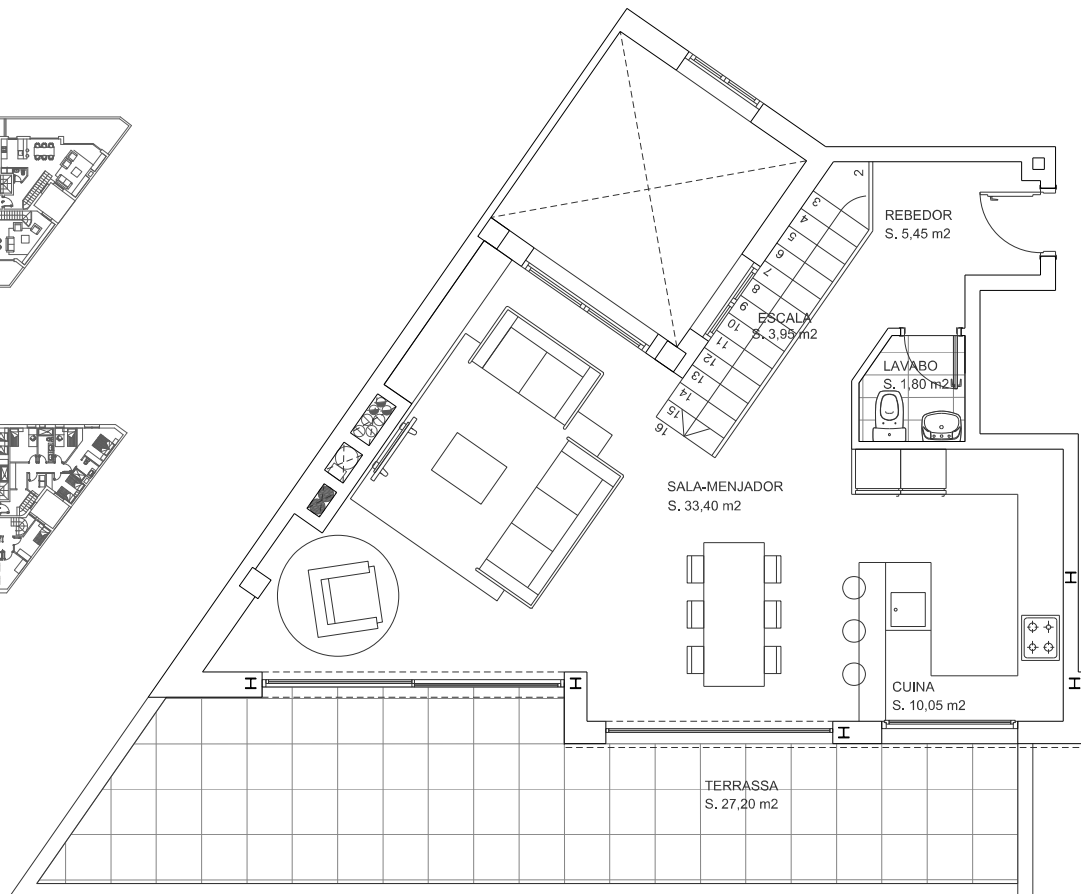 REBEDOR
S. 5,45 m2
2
3
4
5
6
7
8
9
10
11
12
13
14
15
16
ESCALA
S. 3,95 m2
LAVABO
S. 1,80 m2
SALA-MENJADOR
S. 33,40 m2
CUINA
S. 10,05 m2
TERRASSA
S. 27,20 m2